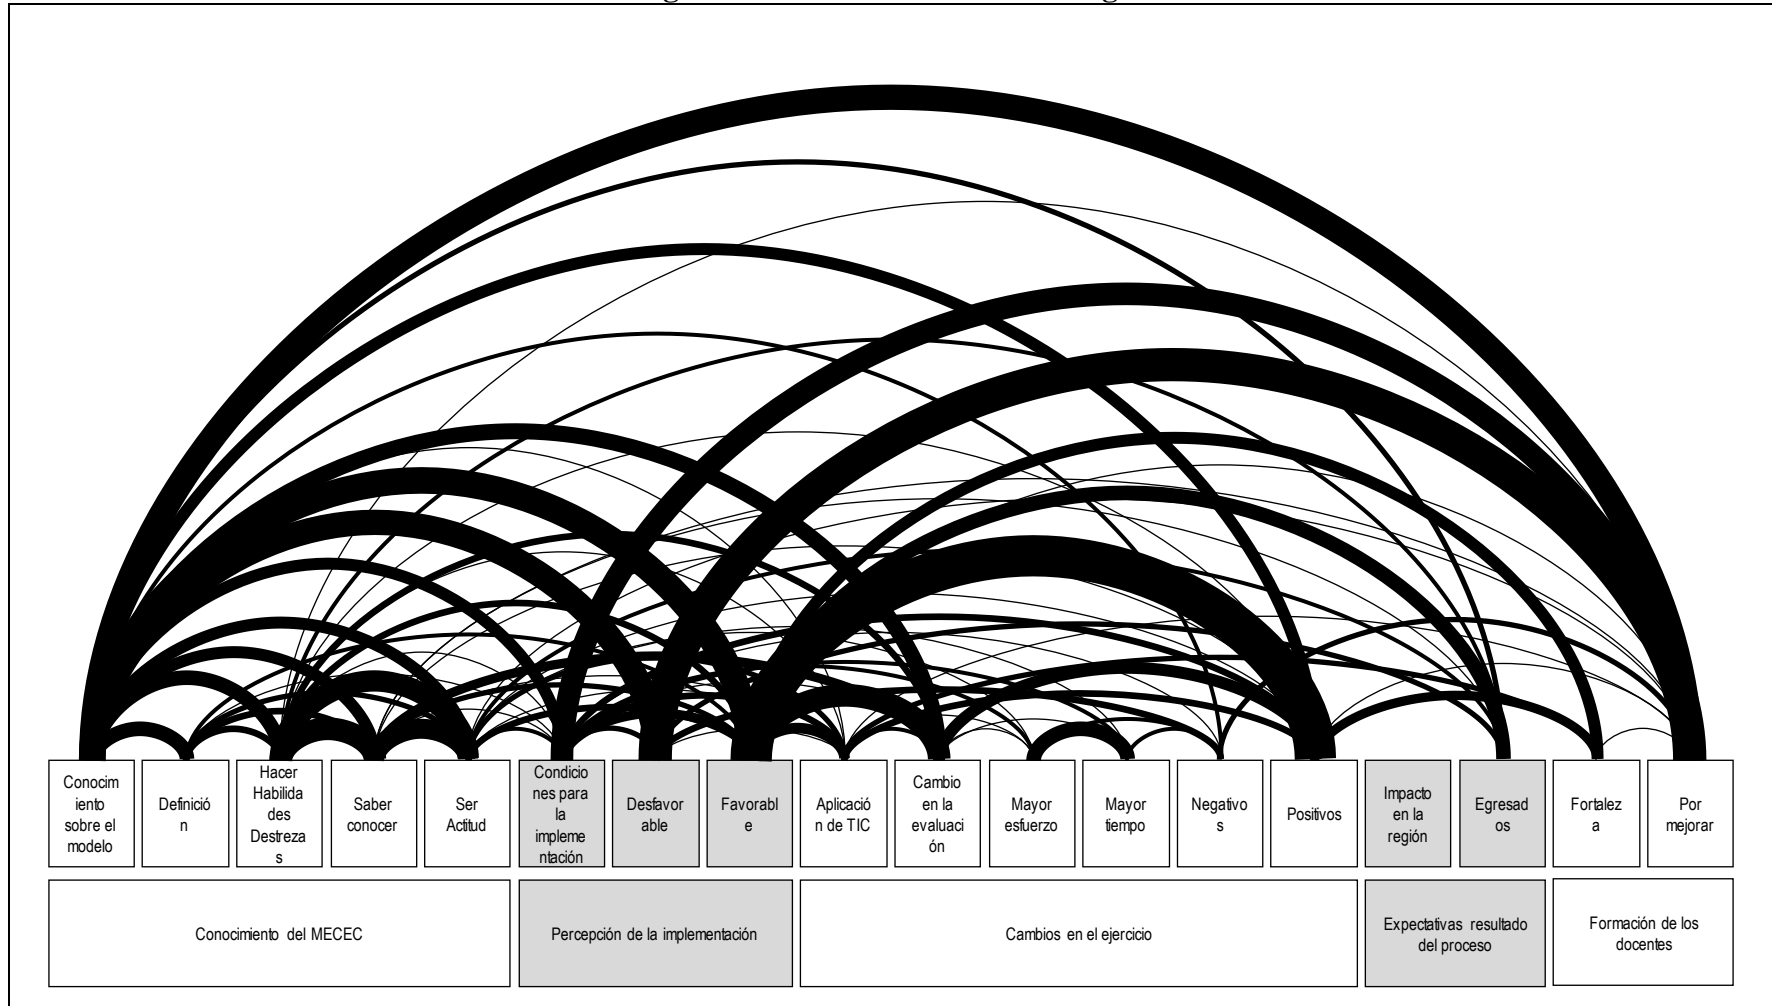 Conocim
iento
sobre el
modelo
Definició
n
Hacer
Habilida
des
Destreza
s
Saber
conocer
Ser
Actitud
Condicio
nes para
la
impleme
ntación
Desfavor
able
Favorabl
e
Aplicació
n de TIC
Cambio
en la
evaluaci
ón
Mayor
esfuerzo
Mayor
tiempo
Negativo
s
Positivos
Impacto
en la
región
Egresad
os
Fortalez
a
Por
mejorar
Conocimiento del MECEC
Percepción de la implementación
Cambios en el ejercicio
Expectativas resultado
del proceso
Formación de los
docentes